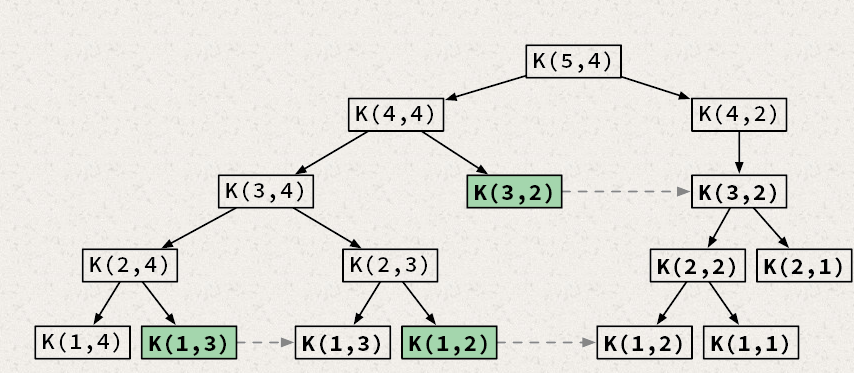 K(5,4)
K(4,4) K(4,2)
K(3,4) K(3,2) K(3,2)
K(2,4) K(2,3) K(2,2) K(2,1)
K(1,4) K(1,3) K(1,3) K(1,2) K(1,2) K(1,1)